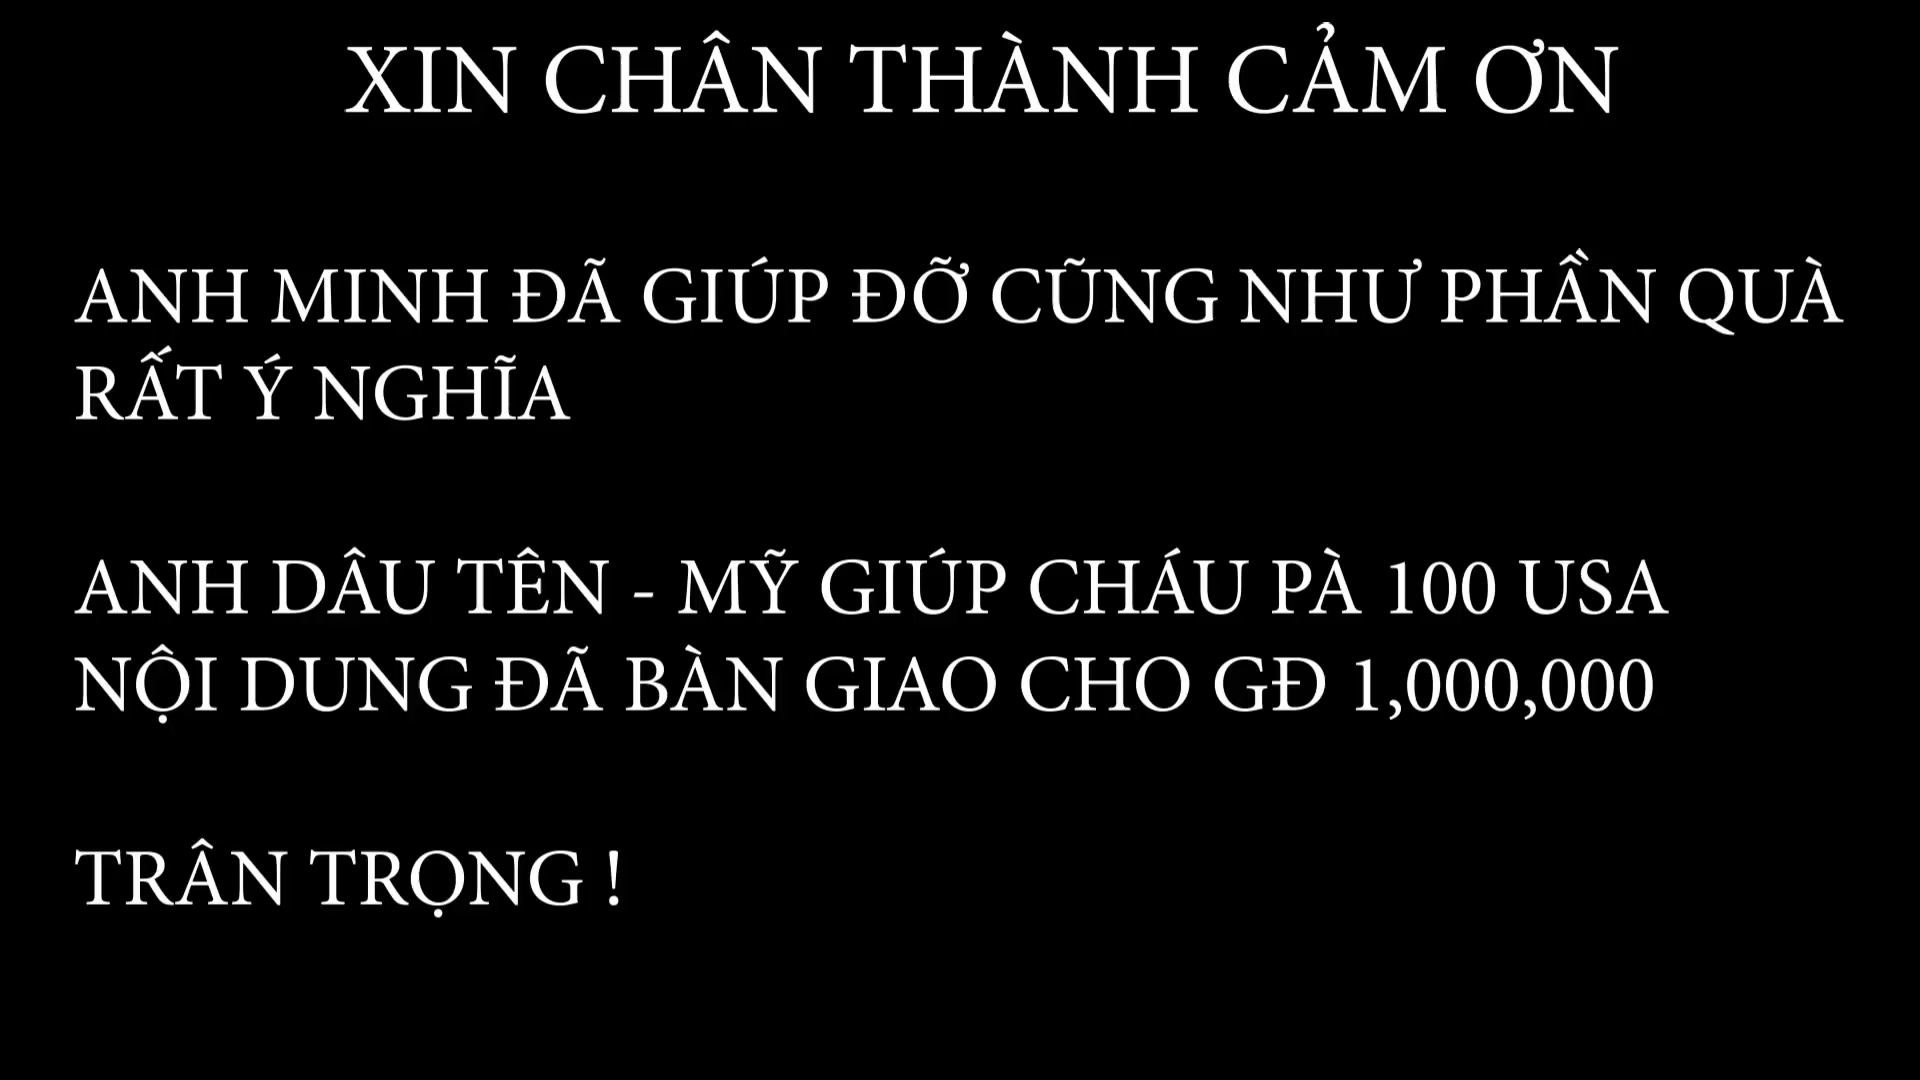 XIN CHÂN THÀNH CẢM ƠN
ANH MINH ĐÃ GIÚP ĐỠ CŨNG NHƯ PHẦN QUÀ
RẤT Ý NGHĨA
ANH DÂU TÊN - MỸ GIÚP CHÁU PÀ 100 USA
NỘI DUNG ĐÃ BÀN GIAO CHO GĐ 1,000,000
TRÂN TRỌNG !